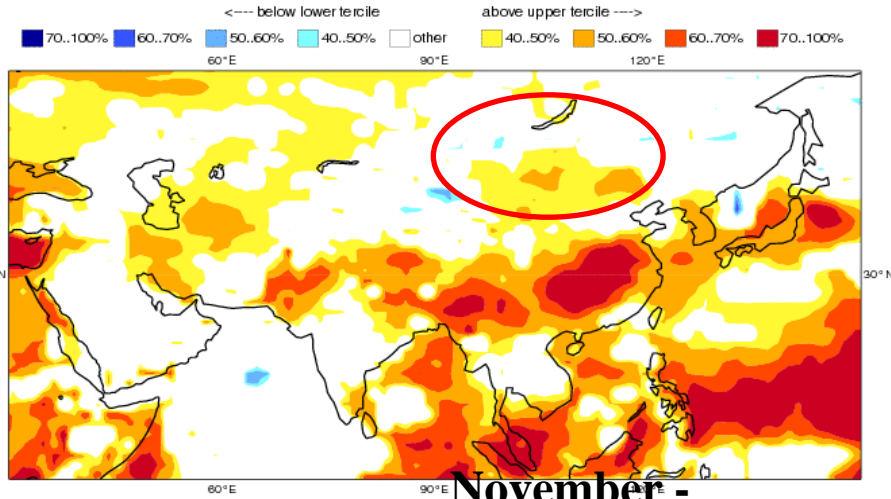 <---- below lower tercile above upper tercile ---->
70..100% 60..70% 50..60% 40..50% other 40..50% 50..60% 60..70% 70..100%
60°E 90°E 120°E
N 30°N
60°E 90°E 120°E
November -